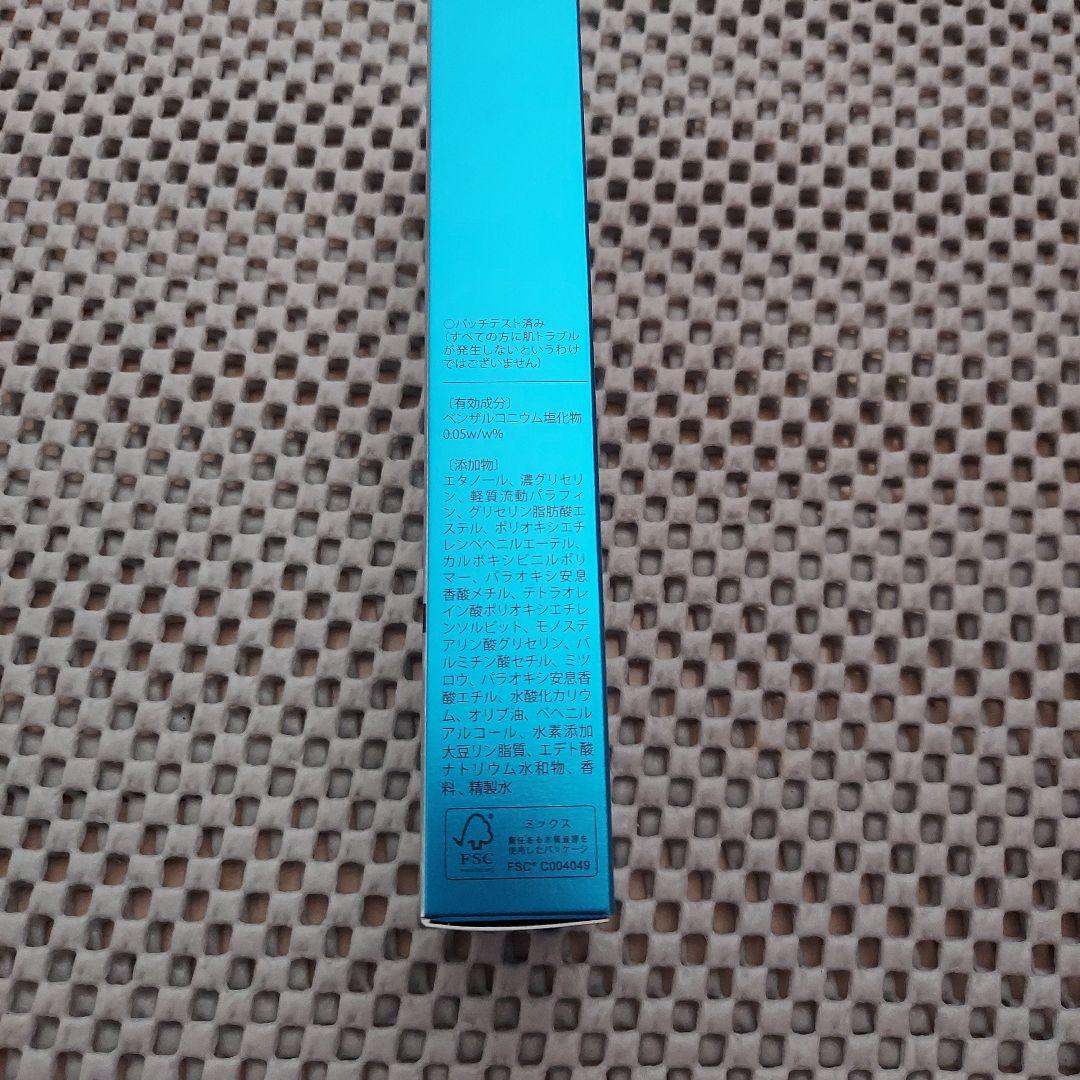 ○パッチテスト済み
(すべての方に肌トラブル
が発生しないというわけ
ではございません)
〔有効成分〕
ベンザルコニウム塩化物
0.05w/w%
〔添加物〕
エタノール、濃グリセリ
ン、軽質流動パラフィ
ン、グリセリン脂肪酸エ
ステル、ポリオキシエチ
レンベヘニルエーテル、
カルボキシビニルポリ
マー、パラオキシ安息
香酸メチル、テトラオレ
イン酸ポリオキシエチレ
ンソルビット、モノステ
アリン酸グリセリン、パ
ルミチン酸セチル、ミツ
ロウ、パラオキシ安息香
酸エチル、水酸化カリウ
ム、オリブ油、ベヘニル
アルコール、水素添加
大豆リン脂質、エデト酸
ナトリウム水和物、香
料、精製水
ミックス
責任ある木質資源を
使用したパッケージ
FSC® C004049
FSC